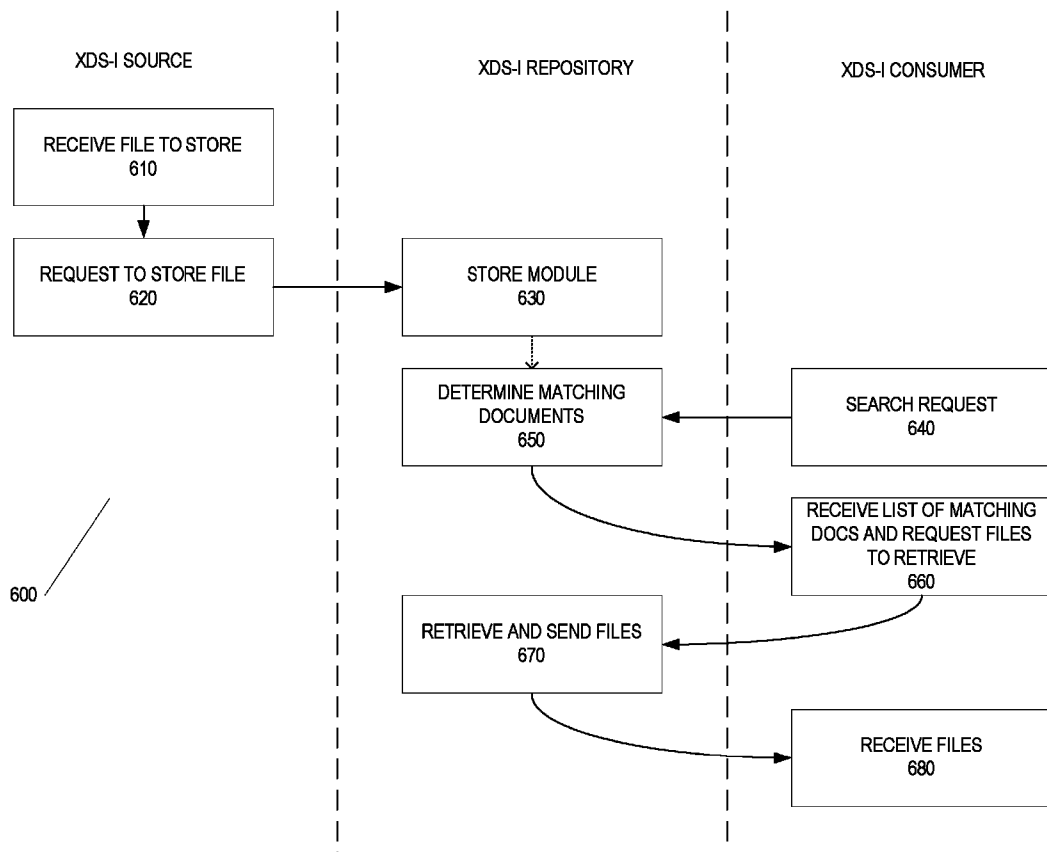 XDS-I SOURCE
XDS-I REPOSITORY
XDS-I CONSUMER
RECEIVE FILE TO STORE
610
REQUEST TO STORE FILE
620
STORE MODULE
630
DETERMINE MATCHING
DOCUMENTS
650
SEARCH REQUEST
640
RECEIVE LIST OF MATCHING
DOCS AND REQUEST FILES
TO RETRIEVE
660
600
RETRIEVE AND SEND FILES
670
RECEIVE FILES
680